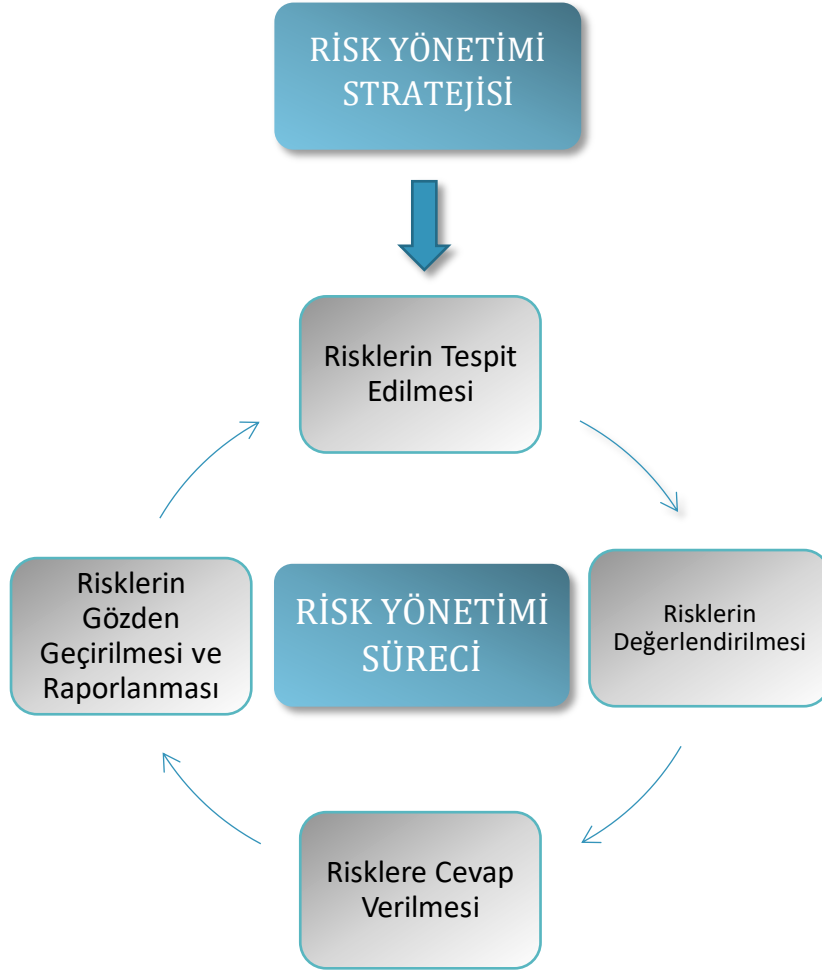 RİSK YÖNETİMİ
STRATEJİSİ
Risklerin Tespit
Edilmesi
Risklerin
Gözden
Geçirilmesi ve
Raporlanması
RİSK YÖNETİMİ
SÜRECİ
Risklerin
Değerlendirilmesi
Risklere Cevap
Verilmesi